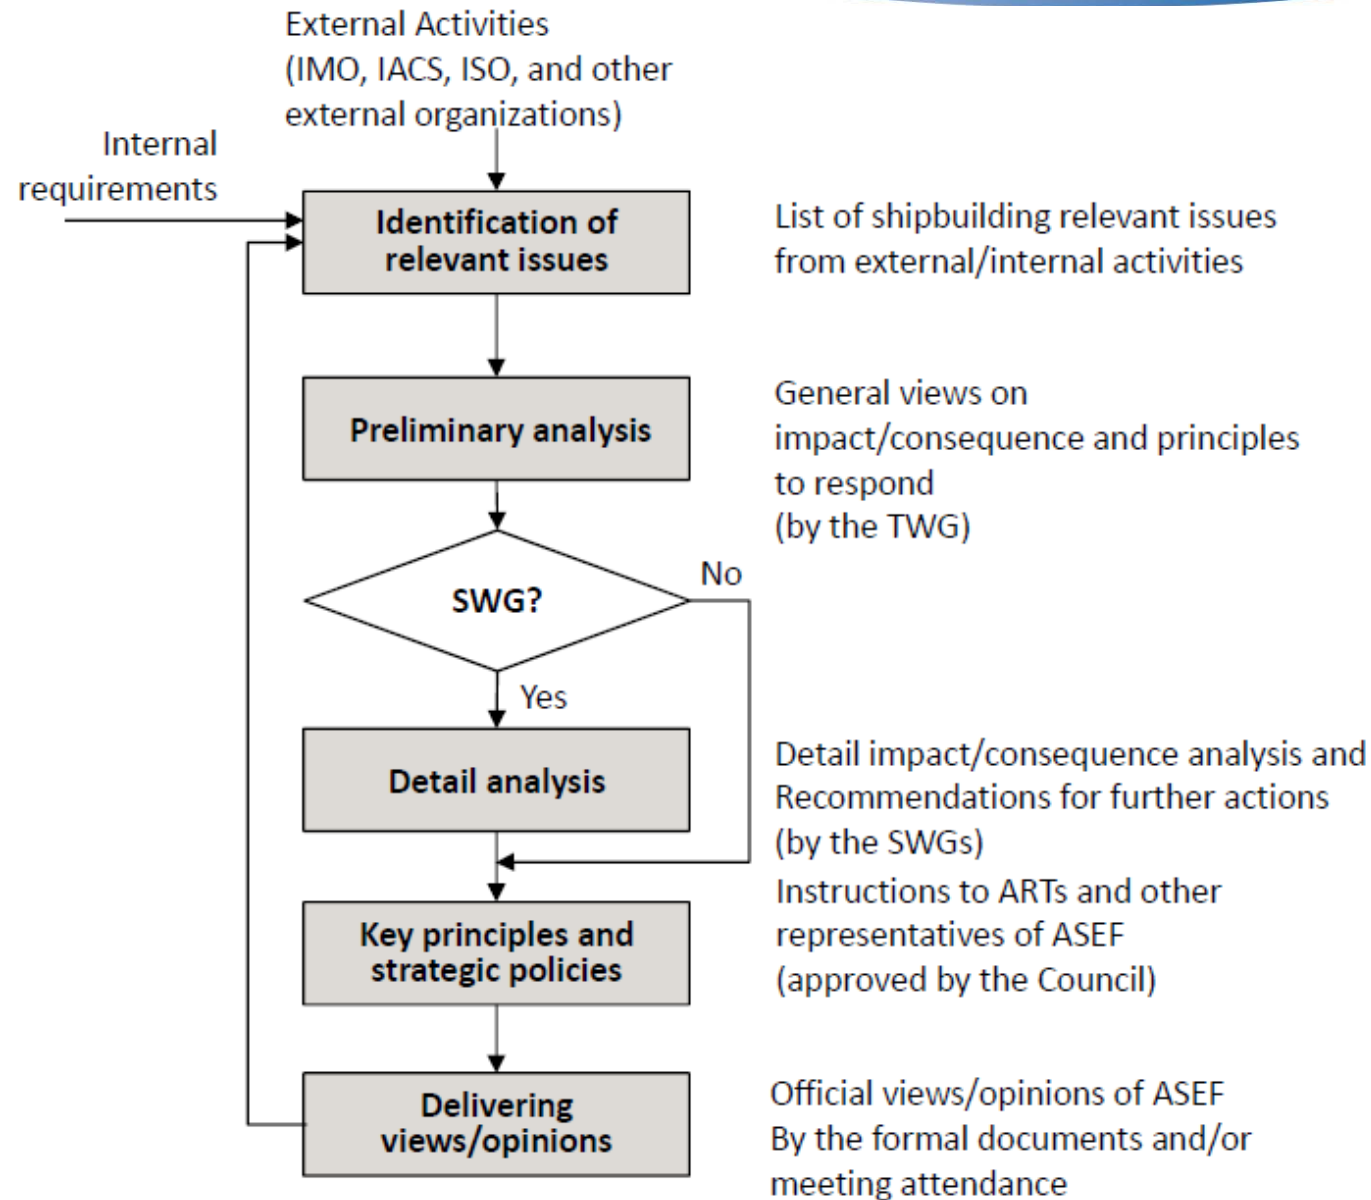 External Activities
(IMO, IACS, ISO, and other
external organizations)
Internal
requirements
Identification of
relevant issues
List of shipbuilding relevant issues
from external/internal activities
Preliminary analysis
General views on
impact/consequence and principles
to respond
(by the TWG)
SWG?
No
Yes
Detail analysis
Detail impact/consequence analysis and
Recommendations for further actions
(by the SWGs)
Key principles and
strategic policies
Instructions to ARTs and other
representatives of ASEF
(approved by the Council)
Delivering
views/opinions
Official views/opinions of ASEF
By the formal documents and/or
meeting attendance